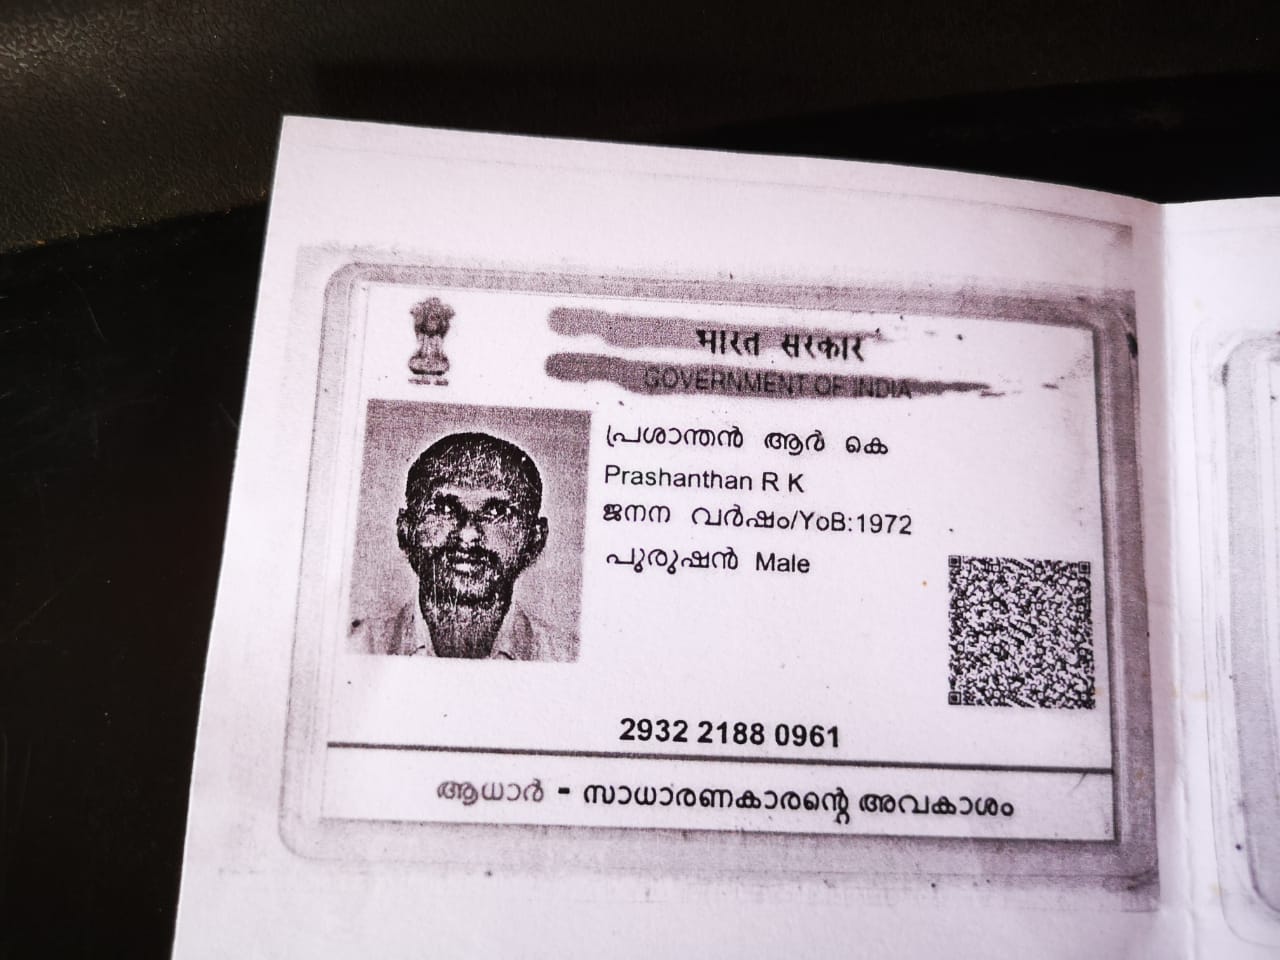 भारत सरकार
GOVERNMENT OF INDIA
പ്രശാന്തൻ ആർ കെ
Prashanthan R K
ജനന വർഷം/YoB:1972
പുരുഷൻ Male
2932 2188 0961
ആധാർ - സാധാരണകാരന്റെ അവകാശം